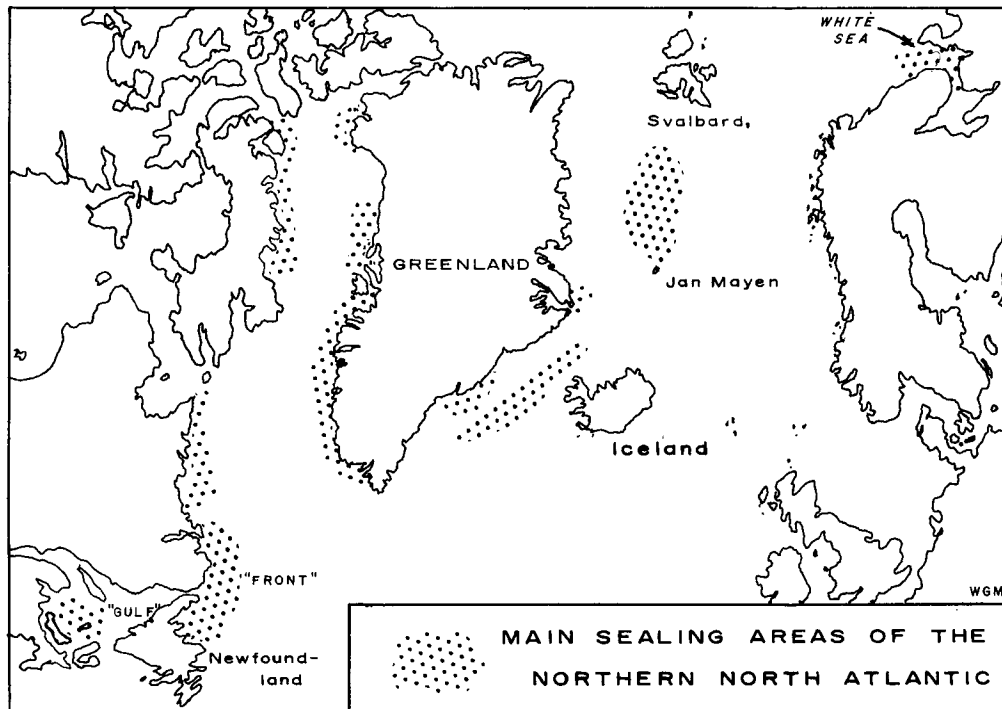 WHITE
SEA
Svalbard,
GREENLAND
Jan Mayen
Iceland
"FRONT"
"GULF"
WGM
Newfound-
land
MAIN SEALING AREAS OF THE
NORTHERN NORTH ATLANTIC